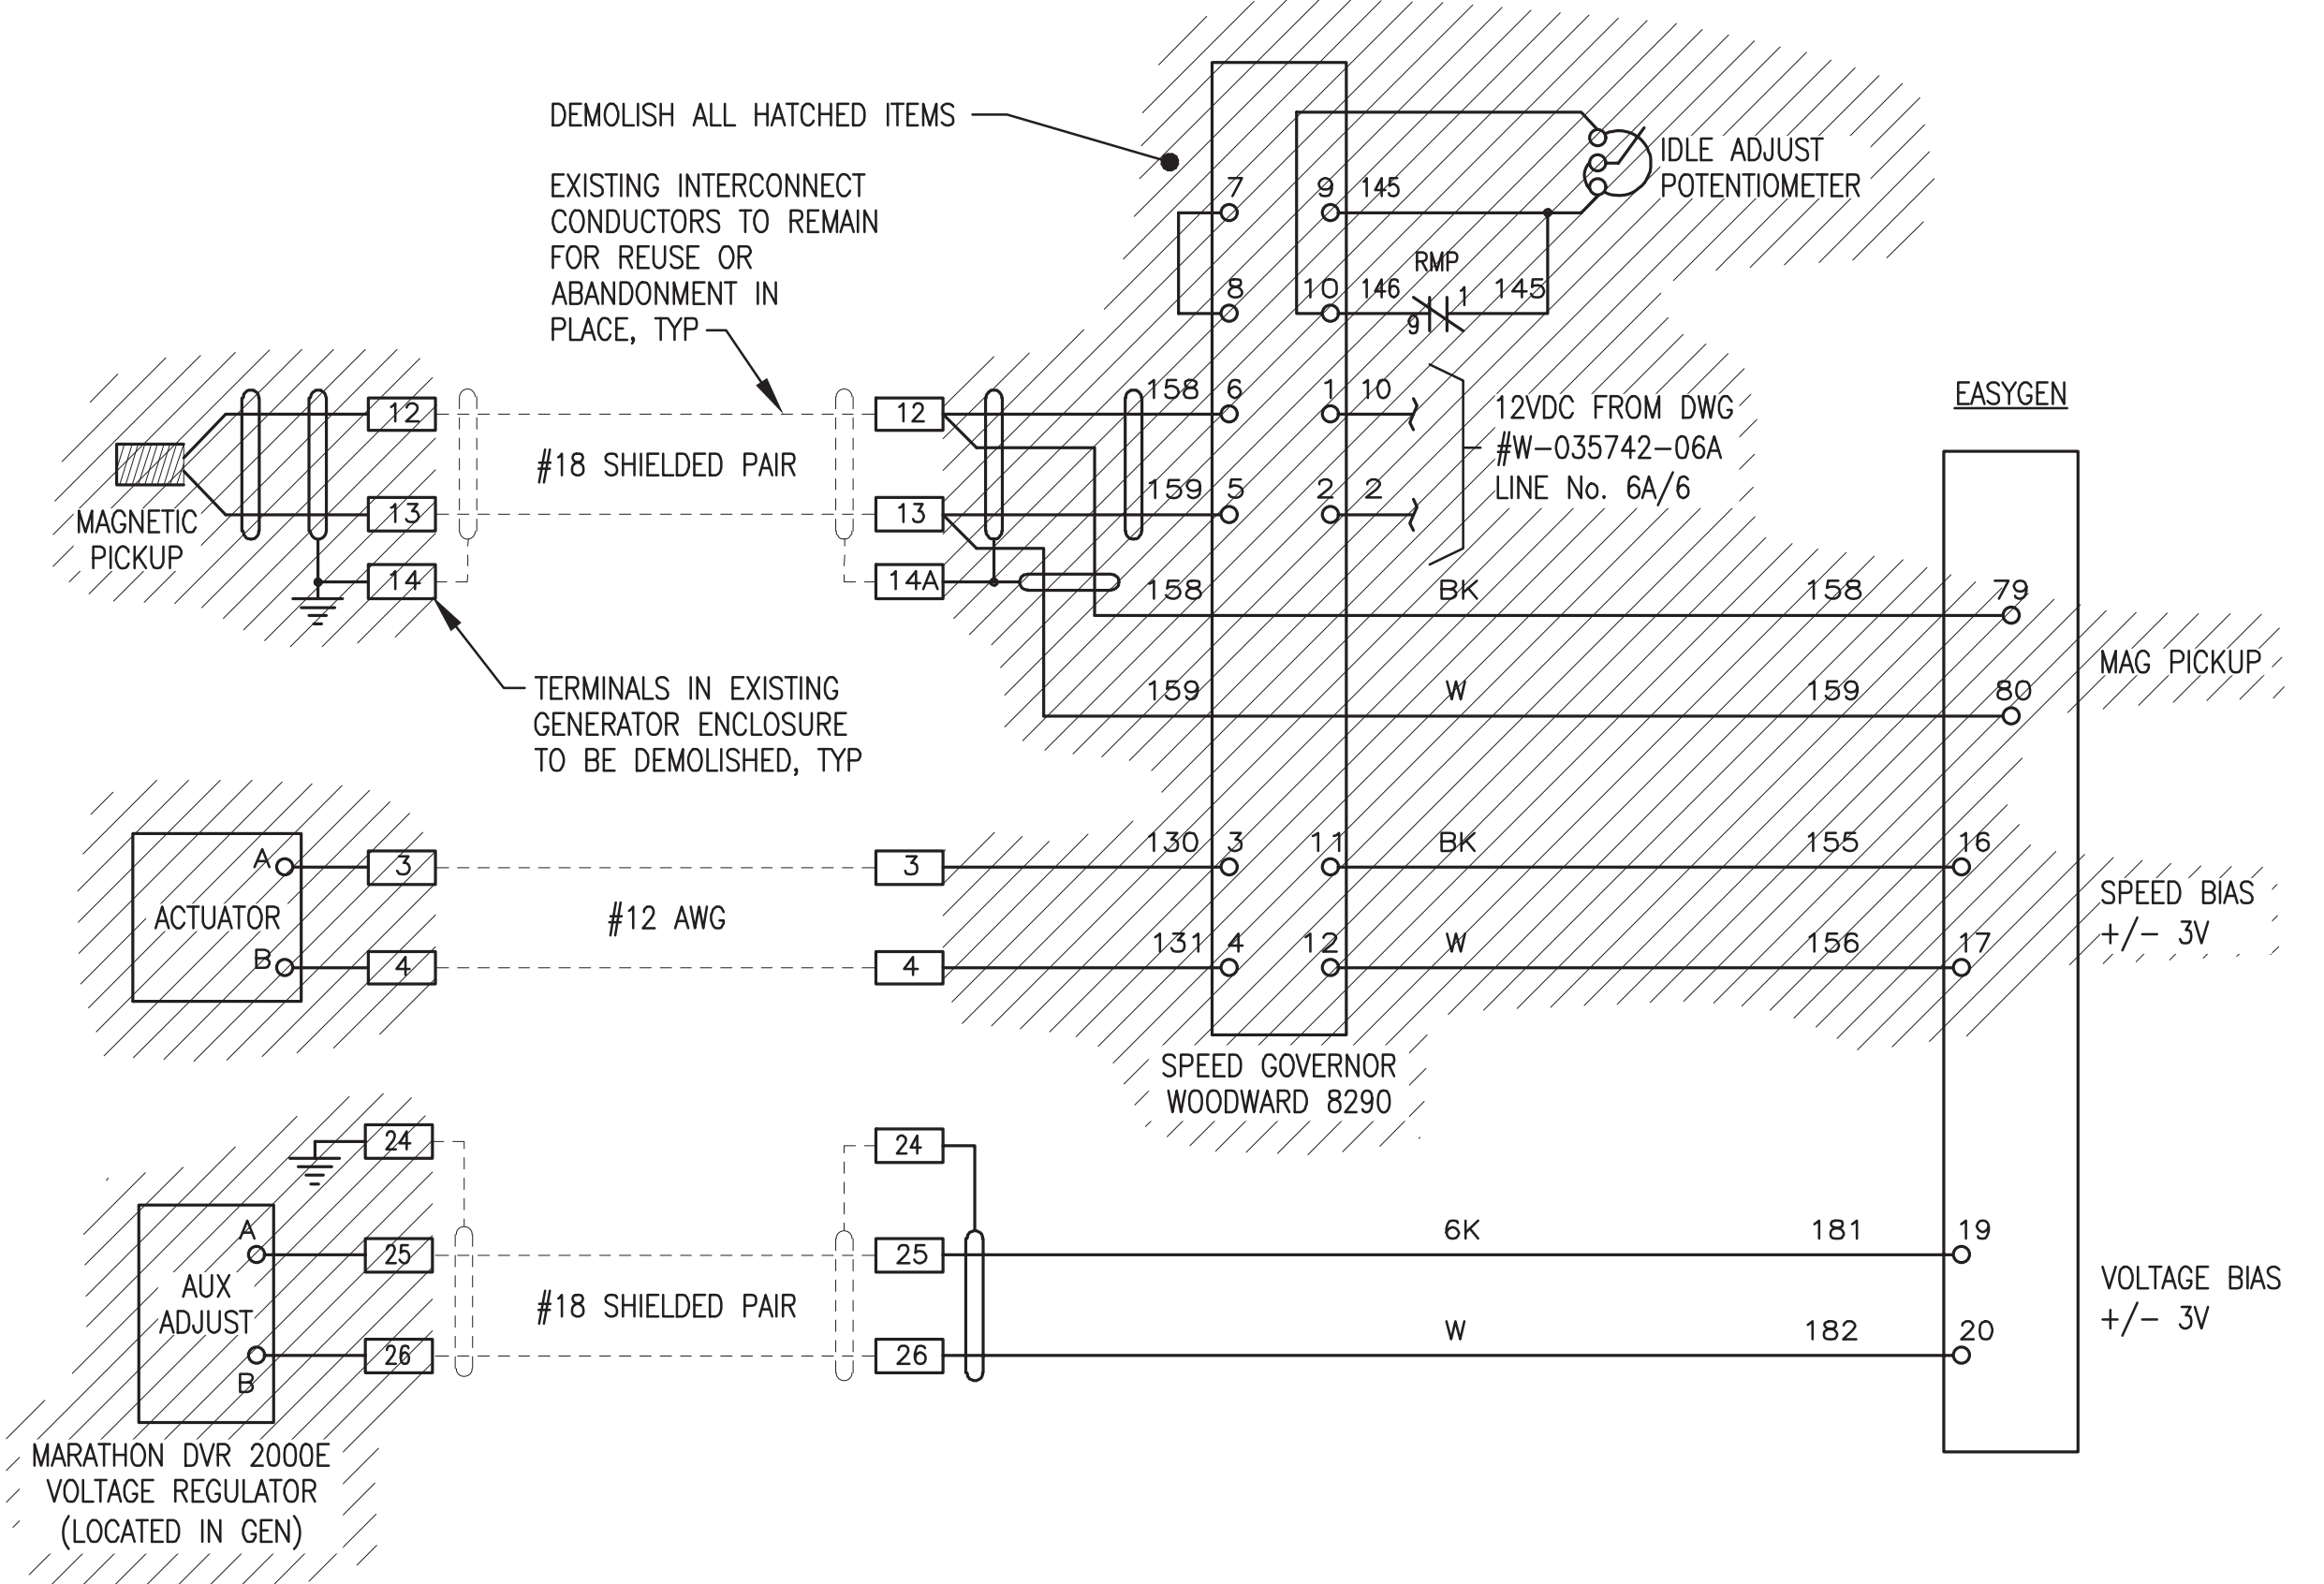 DEMOLISH ALL HATCHED ITEMS
EXISTING INTERCONNECT
CONDUCTORS TO REMAIN
FOR REUSE OR
ABANDONMENT IN
PLACE, TYP
IDLE ADJUST
POTENTIOMETER
7
9
145
RMP
8
10
146
1
145
9
EASYGEN
12
12
158
6
1
10
12VDC FROM DWG
#W-035742-06A
LINE No. 6A/6
#18 SHIELDED PAIR
MAGNETIC
PICKUP
13
13
159
5
2
2
14
14A
158
BK
158
79
MAG PICKUP
159
W
159
80
TERMINALS IN EXISTING
GENERATOR ENCLOSURE
TO BE DEMOLISHED, TYP
A
3
3
130
3
11
BK
155
16
ACTUATOR
#12 AWG
SPEED BIAS
+/- 3V
B
4
4
131
4
12
W
156
17
SPEED GOVERNOR
WOODWARD 8290
24
24
A
25
25
6K
181
19
AUX
ADJUST
#18 SHIELDED PAIR
VOLTAGE BIAS
+/- 3V
B
26
26
W
182
20
MARATHON DVR 2000E
VOLTAGE REGULATOR
(LOCATED IN GEN)